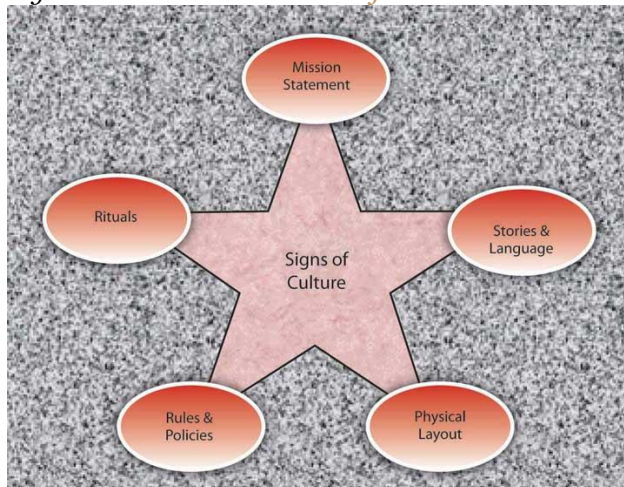 Mission
Statement
Rituals
Stories &
Language
Signs of
Culture
Rules &
Policies
Physical
Layout